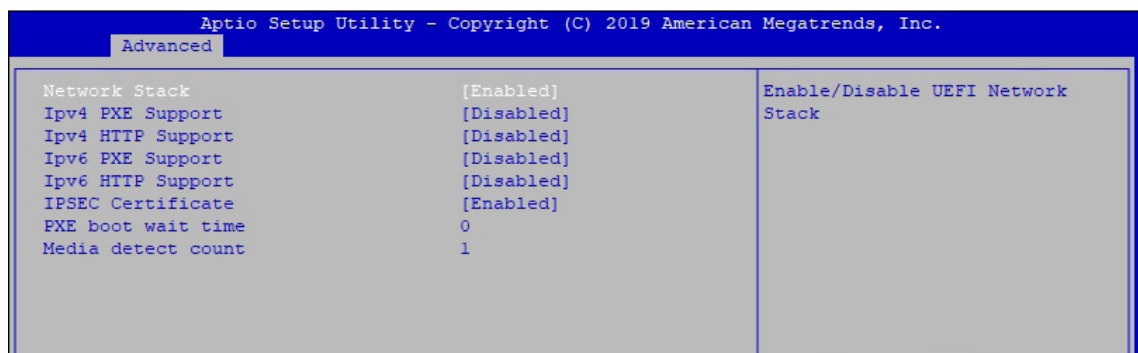 Aptio Setup Utility - Copyright (C) 2019 American Megatrends, Inc.
Advanced
Network Stack [Enabled]
Ipv4 PXE Support [Disabled]
Ipv4 HTTP Support [Disabled]
Ipv6 PXE Support [Disabled]
Ipv6 HTTP Support [Disabled]
IPSEC Certificate [Enabled]
PXE boot wait time 0
Media detect count 1
Enable/Disable UEFI Network
Stack